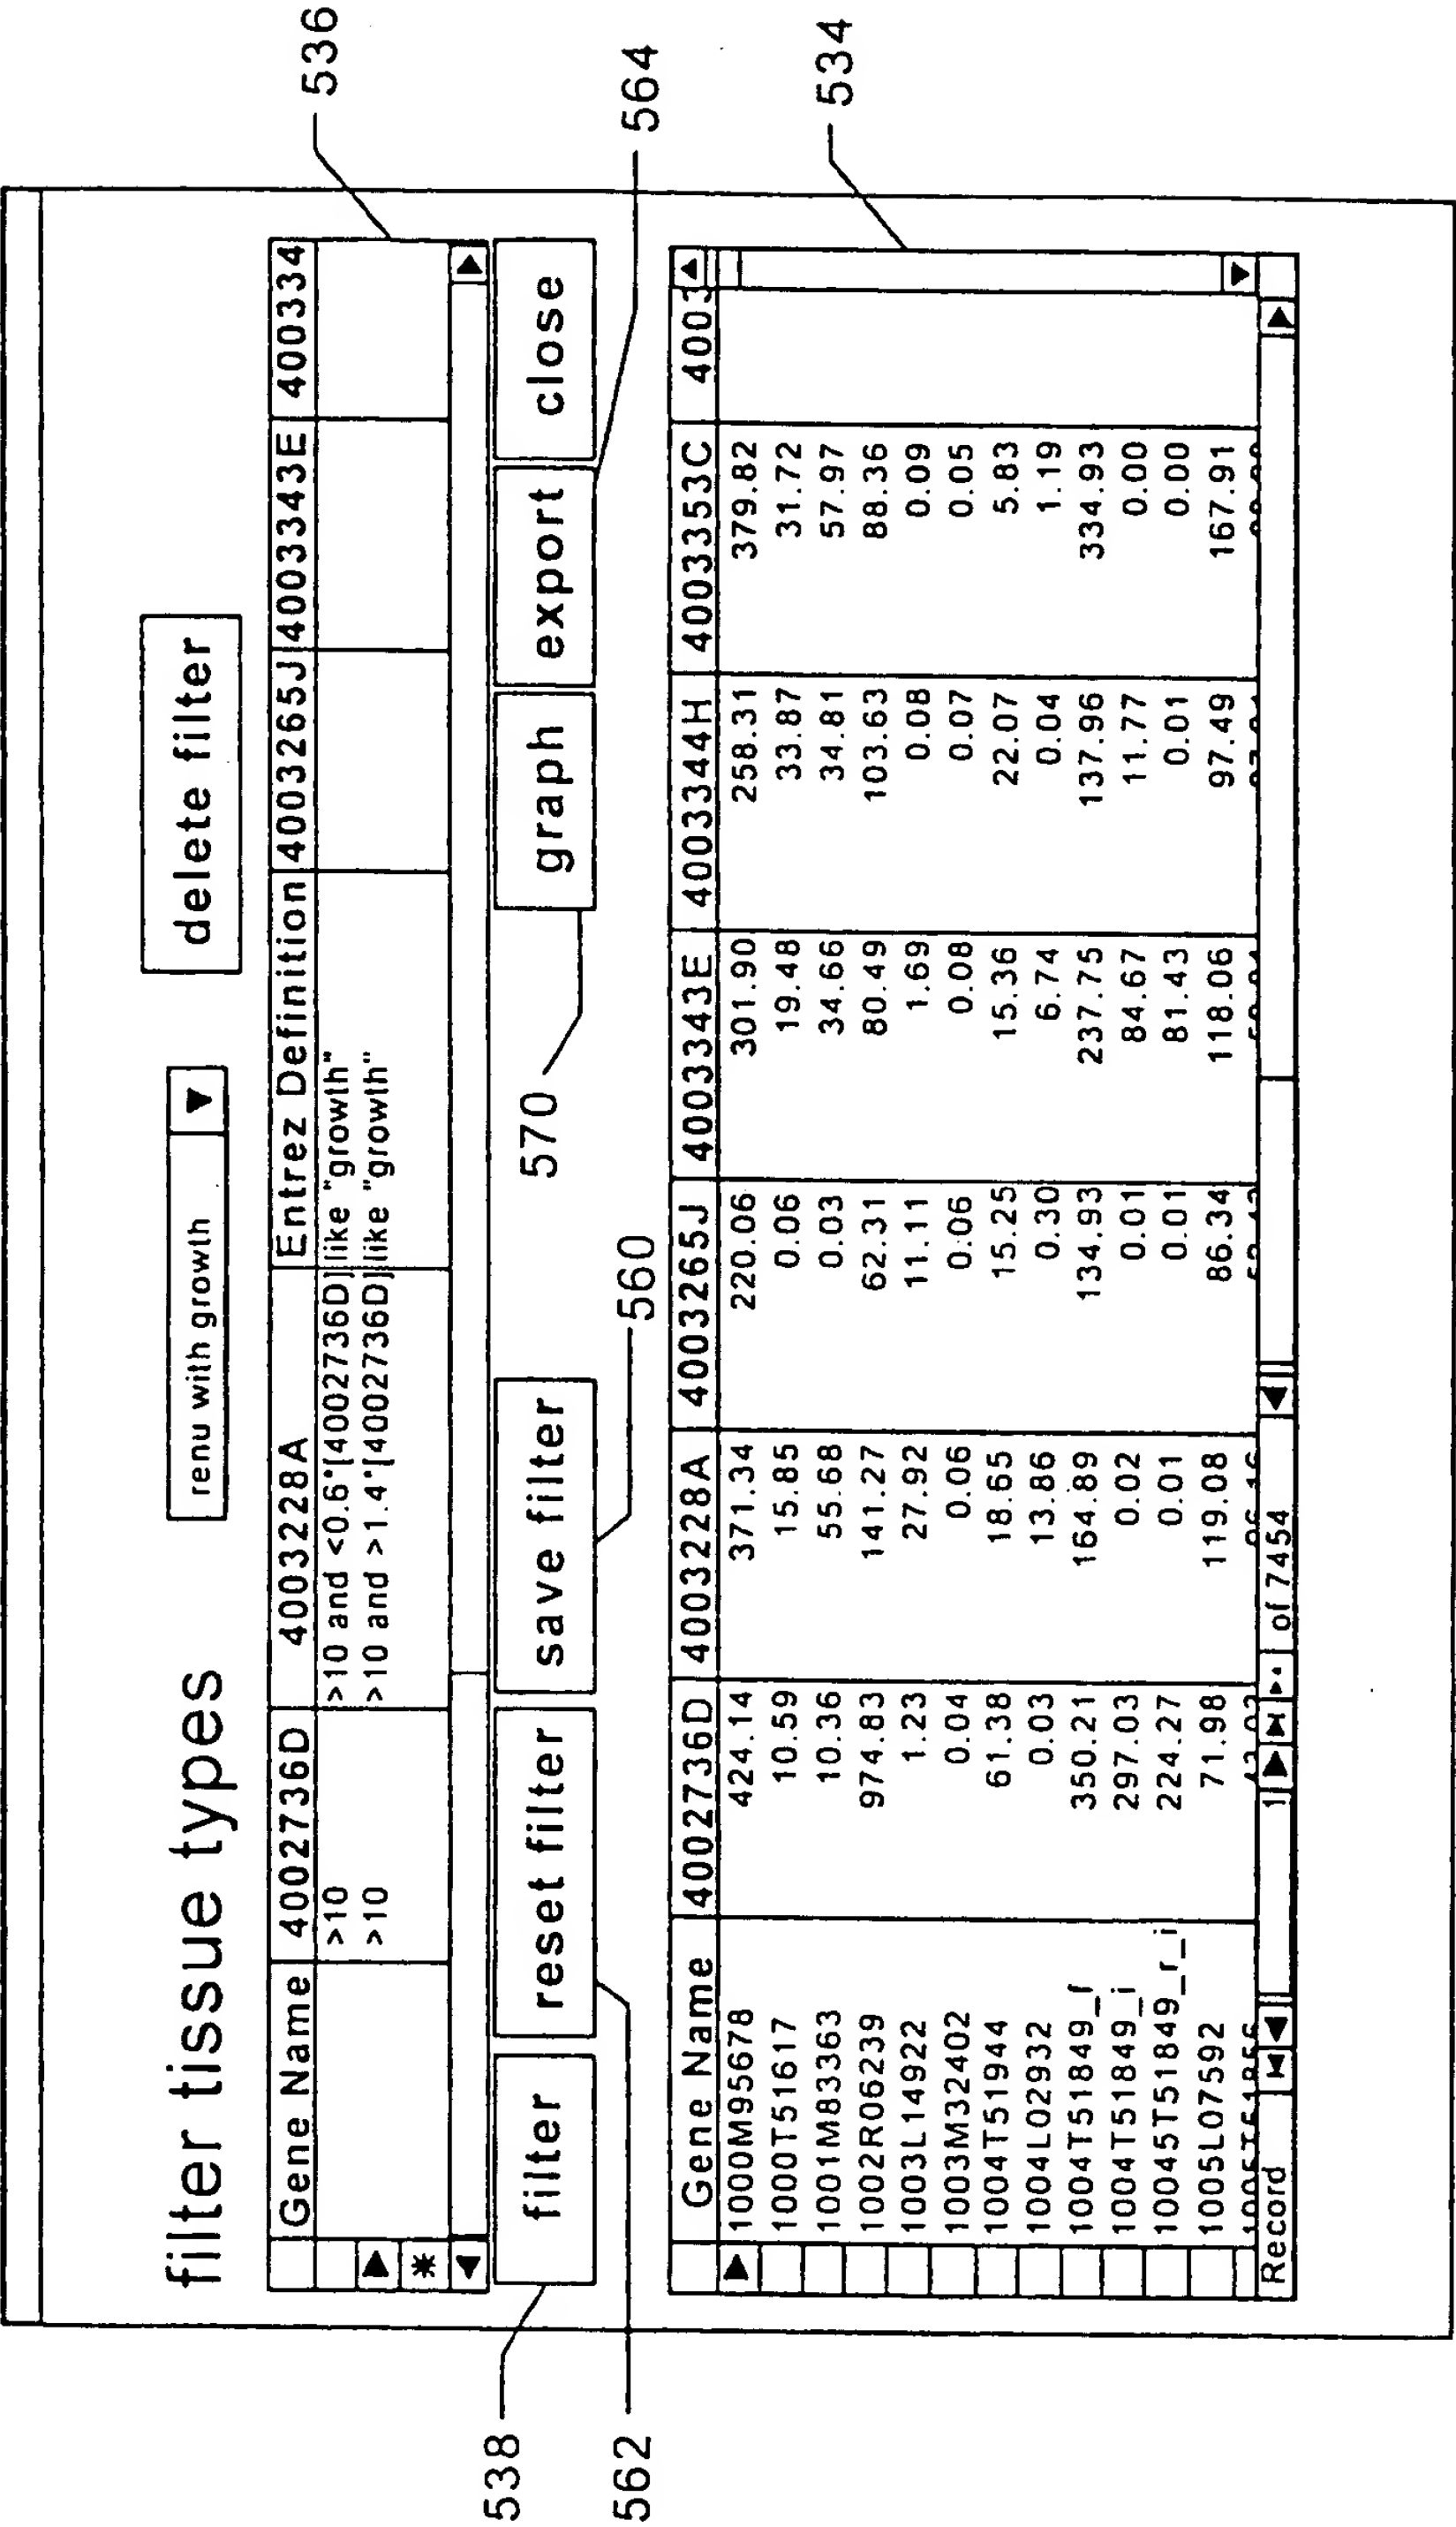 filter tissue types
renu with growth
delete filter
Gene Name 4002736D 4003228A Entrez Definition 4003265J 4003343E 400334
>10 >10 and <0.6*[4002736D] like "growth"
>10 >10 and >1.4*[4002736D] like "growth"
*
536
filter reset filter save filter graph export close
538
562
560
570
564
Gene Name 4002736D 4003228A 4003265J 4003343E 4003344H 4003353C 4003
1000M95678 424.14 371.34 220.06 301.90 258.31 379.82
1000T51617 10.59 15.85 0.06 19.48 33.87 31.72
1001M83363 10.36 55.68 0.03 34.66 34.81 57.97
1002R06239 974.83 141.27 62.31 80.49 103.63 88.36
1003L14922 1.23 27.92 11.11 1.69 0.08 0.09
1003M32402 0.04 0.06 0.06 0.08 0.07 0.05
1004T51944 61.38 18.65 15.25 15.36 22.07 5.83
1004L02932 0.03 13.86 0.30 6.74 0.04 1.19
1004T51849_f 350.21 164.89 134.93 237.75 137.96 334.93
1004T51849_i 297.03 0.02 0.01 84.67 11.77 0.00
10045T51849_r_i 224.27 0.01 0.01 81.43 0.01 0.00
1005L07592 71.98 119.08 86.34 118.06 97.49 167.91
Record 1 of 7454
534